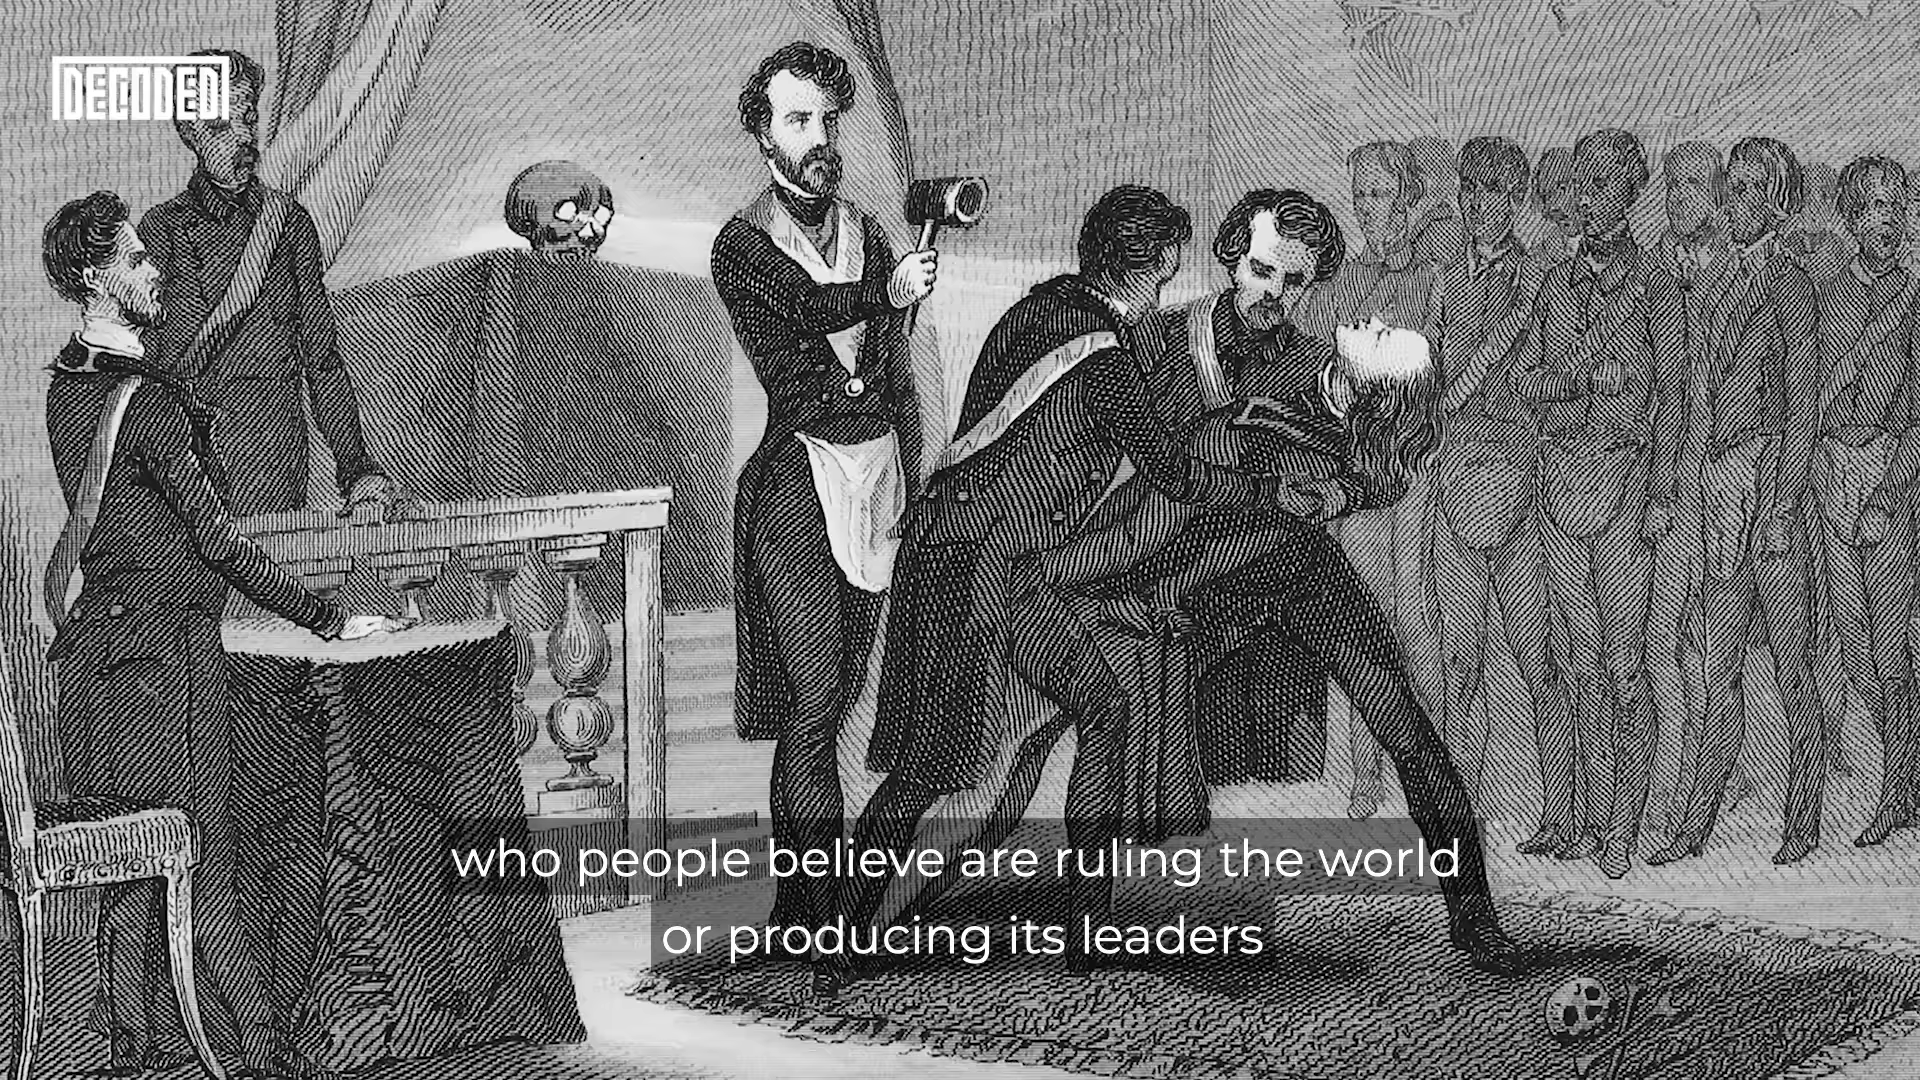 DECODED
who people believe are ruling the world
or producing its leaders